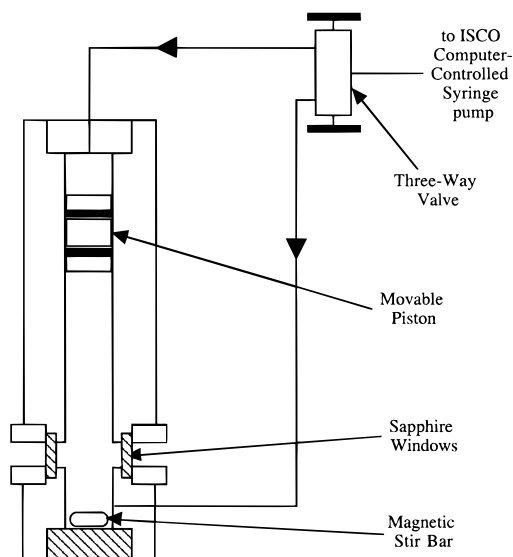 to ISCO
Computer-
Controlled
Syringe
pump
Three-Way
Valve
Movable
Piston
Sapphire
Windows
Magnetic
Stir Bar